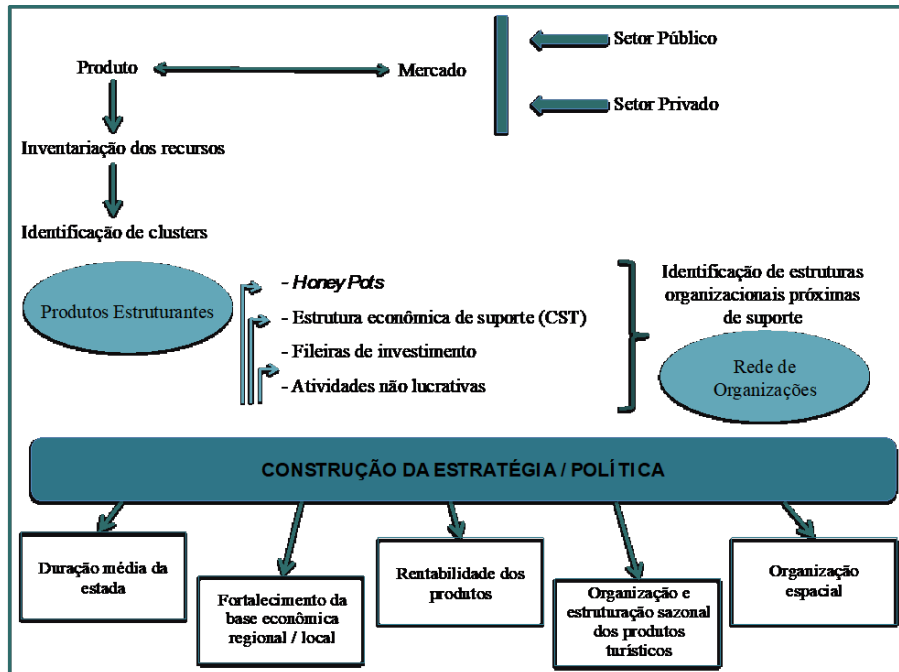 Setor Público
Produto
Mercado
Setor Privado
Inventariação dos recursos
Identificação de clusters
Produtos Estruturantes
- Honey Pots
- Estrutura econômica de suporte (CST)
- Fileiras de investimento
- Atividades não lucrativas
Identificação de estruturas
organizacionais próximas
de suporte
Rede de
Organizações
CONSTRUÇÃO DA ESTRATÉGIA / POLÍTICA
Duração média da
estada
Fortalecimento da
base econômica
regional / local
Rentabilidade dos
produtos
Organização e
estruturação sazonal
dos produtos
turísticos
Organização
espacial